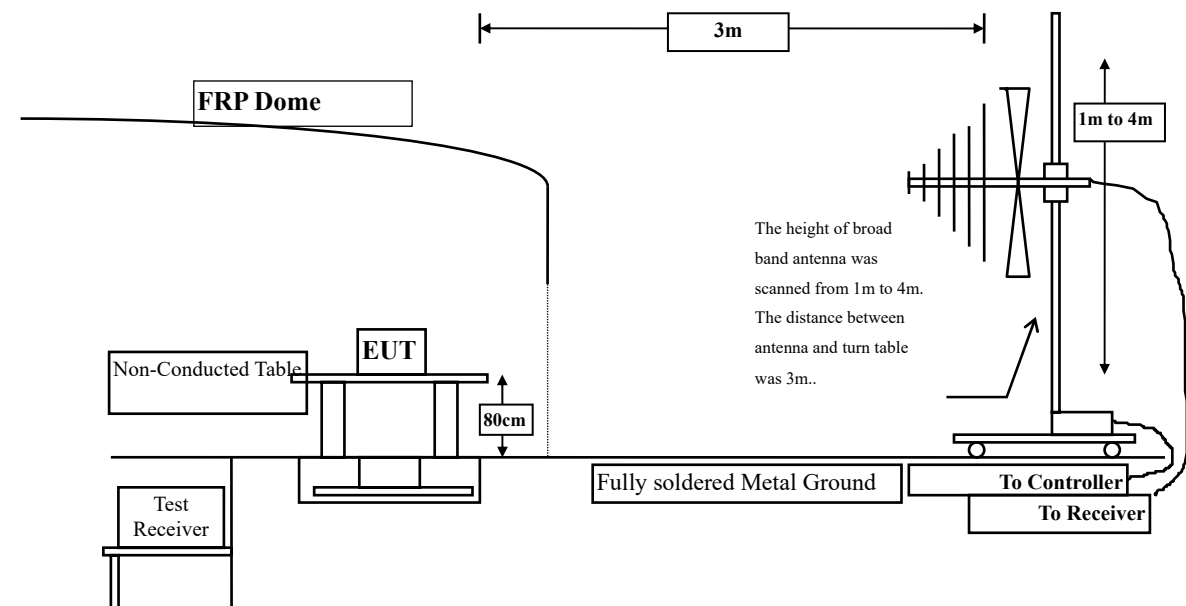 3m
FRP Dome
1m to 4m
The height of broad
band antenna was
scanned from 1m to 4m.
The distance between
antenna and turn table
was 3m..
EUT
Non-Conducted Table
80cm
Fully soldered Metal Ground
To Controller
To Receiver
Test
Receiver